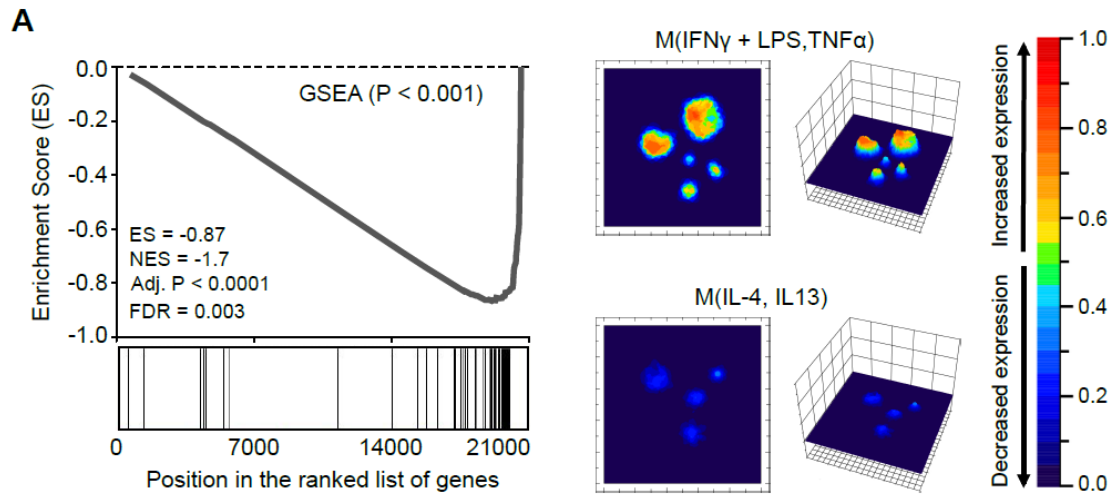 A
Enrichment Score (ES)
0.0
-0.2
-0.4
-0.6
-0.8
-1.0
GSEA (P < 0.001)
ES = -0.87
NES = -1.7
Adj. P < 0.0001
FDR = 0.003
0 7000 14000 21000
Position in the ranked list of genes
M(IFNγ + LPS,TNFα)
M(IL-4, IL13)
Increased expression
Decreased expression
1.0
0.8
0.6
0.4
0.2
0.0